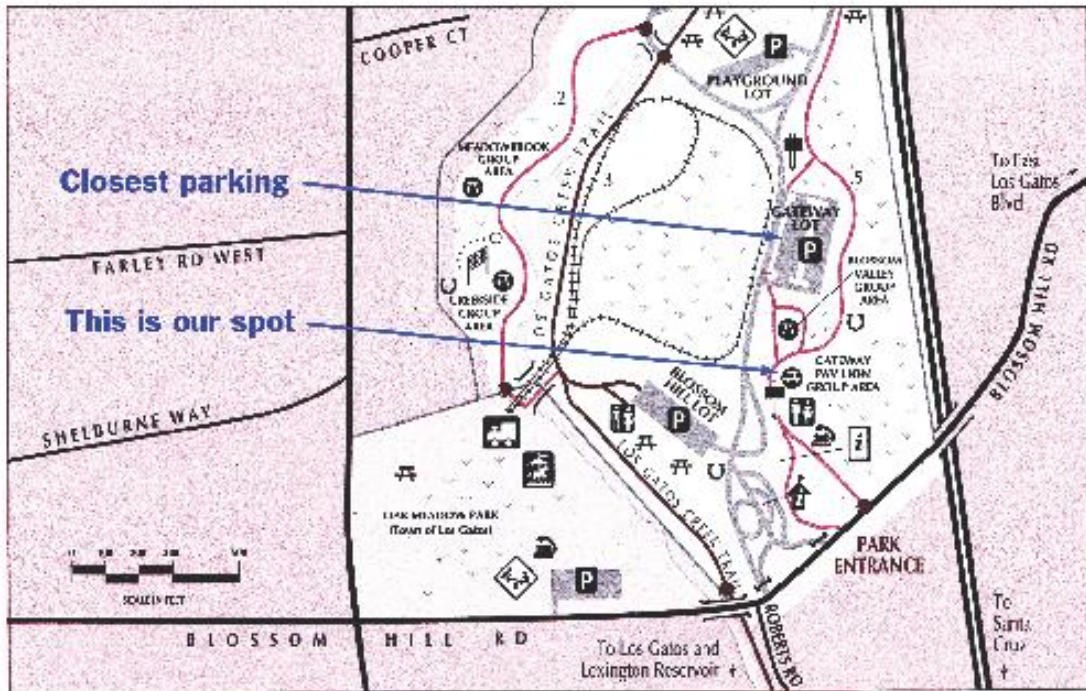 COOPER CT
P
PLAYGROUND
LOT
.2
MEADOWBROOK
GROUP
AREA
LOS GATOS CREEK TRAIL
.3
.5
To East
Los Gatos
Blvd
Closest parking
GATEWAY
LOT
P
FARLEY RD WEST
BLOSSOM
VALLEY
GROUP
AREA
CREEKSIDE
GROUP
AREA
This is our spot
BLOSSOM HILL RD
GATEWAY
PAVILION
GROUP AREA
BLOSSOM
HILL LOT
P
SHELBURNE WAY
i
LOS GATOS CREEK TRAIL
OAK MEADOW PARK
(Town of Los Gatos)
PARK
ENTRANCE
SCALE IN FEET
P
BLOSSOM HILL RD
ROBERTS RD
To
Santa
Cruz
To Los Gatos and
Lexington Reservoir